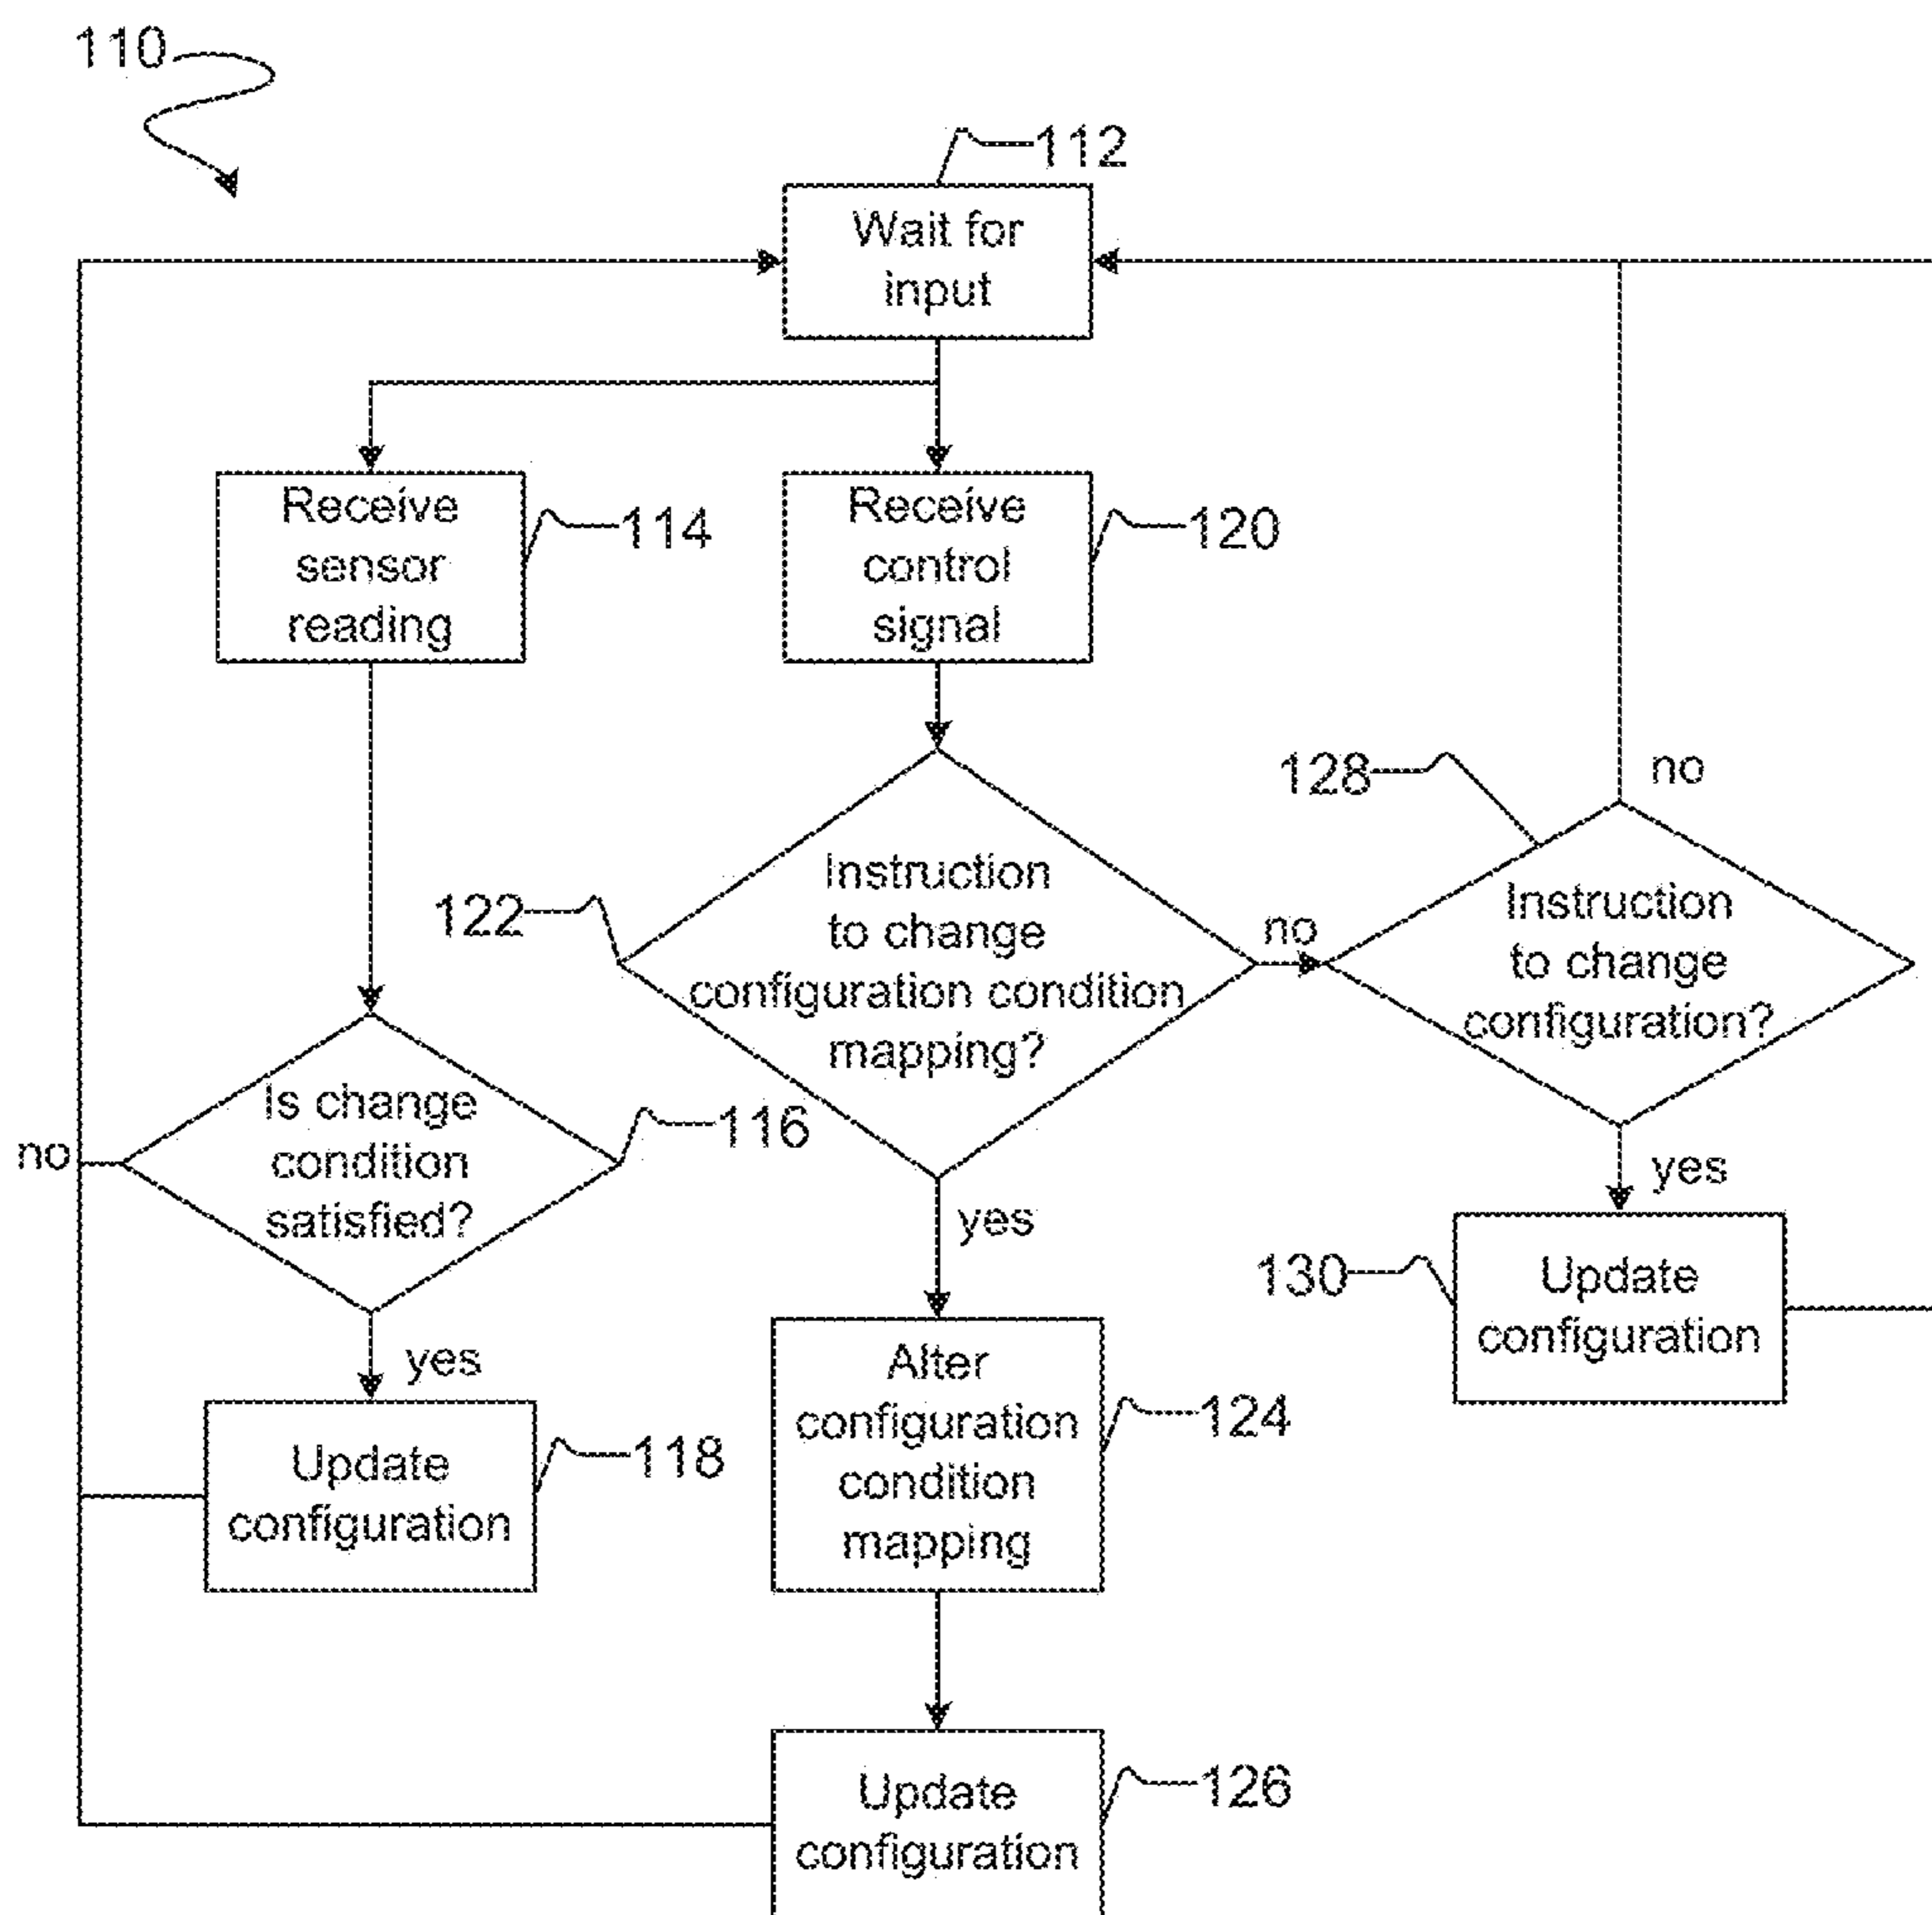 110
112
Wait for
input
Receive
sensor
reading
114
Receive
control
signal
120
122
Instruction
to change
configuration condition
mapping?
no
128
no
Instruction
to change
configuration?
no
Is change
condition
satisfied?
116
yes
yes
yes
130
Update
configuration
Update
configuration
118
Alter
configuration
condition
mapping
124
Update
configuration
126